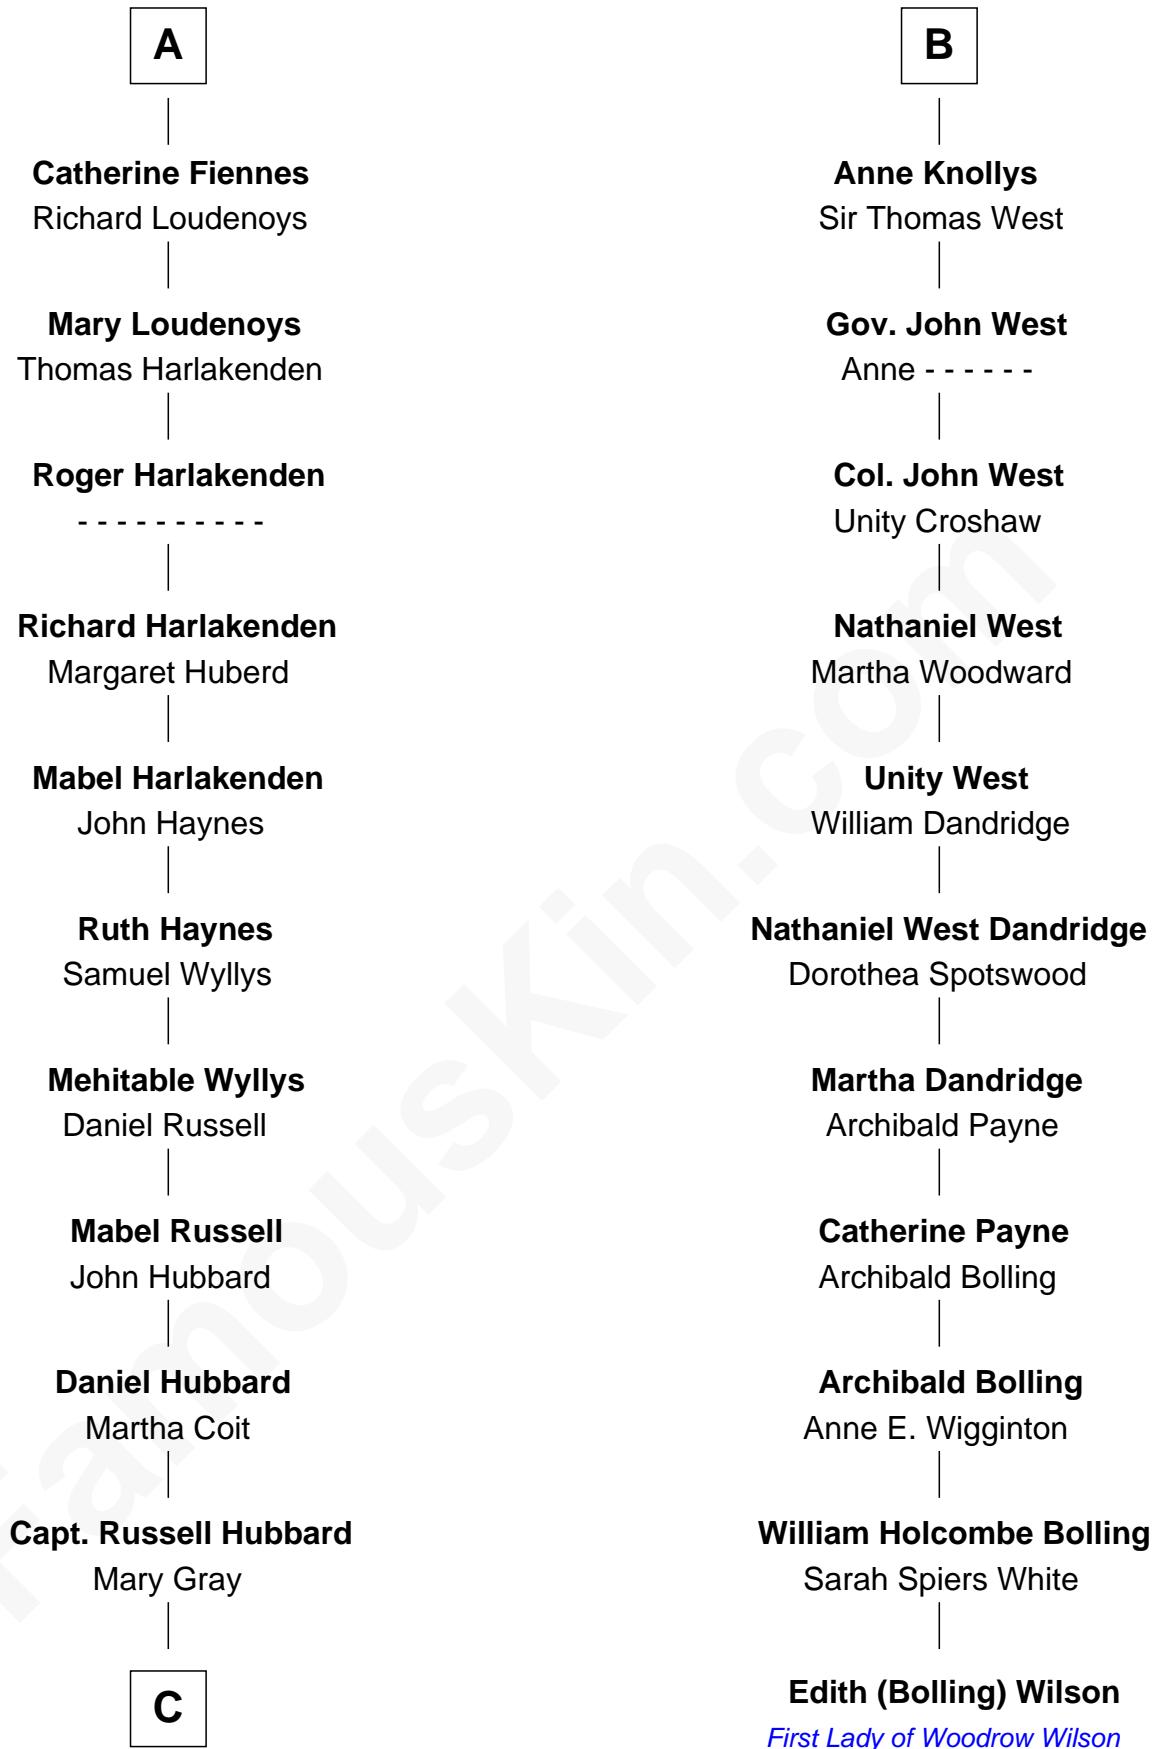 A
Catherine Fiennes
Richard Loudenoys
Mary Loudenoys
Thomas Harlakenden
Roger Harlakenden
- - - - - - - - - -
Richard Harlakenden
Margaret Huberd
Mabel Harlakenden
John Haynes
Ruth Haynes
Samuel Wyllys
Mehitable Wyllys
Daniel Russell
Mabel Russell
John Hubbard
Daniel Hubbard
Martha Coit
Capt. Russell Hubbard
Mary Gray
C
B
Anne Knollys
Sir Thomas West
Gov. John West
Anne - - - - - -
Col. John West
Unity Croshaw
Nathaniel West
Martha Woodward
Unity West
William Dandridge
Nathaniel West Dandridge
Dorothea Spotswood
Martha Dandridge
Archibald Payne
Catherine Payne
Archibald Bolling
Archibald Bolling
Anne E. Wigginton
William Holcombe Bolling
Sarah Spiers White
Edith (Bolling) Wilson
First Lady of Woodrow Wilson
FamousKin.com